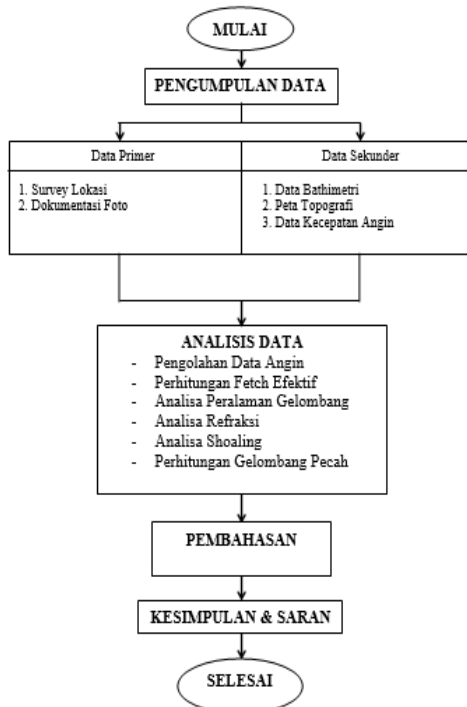 MULAI
PENGUMPULAN DATA
Data Primer
1. Survey Lokasi
2. Dokumentasi Foto
Data Sekunder
1. Data Bathimetri
2. Peta Topografi
3. Data Kecepatan Angin
ANALISIS DATA
- Pengolahan Data Angin
- Perhitungan Fetch Efektif
- Analisa Peralaman Gelombang
- Analisa Refraksi
- Analisa Shoaling
- Perhitungan Gelombang Pecah
PEMBAHASAN
KESIMPULAN & SARAN
SELESAI